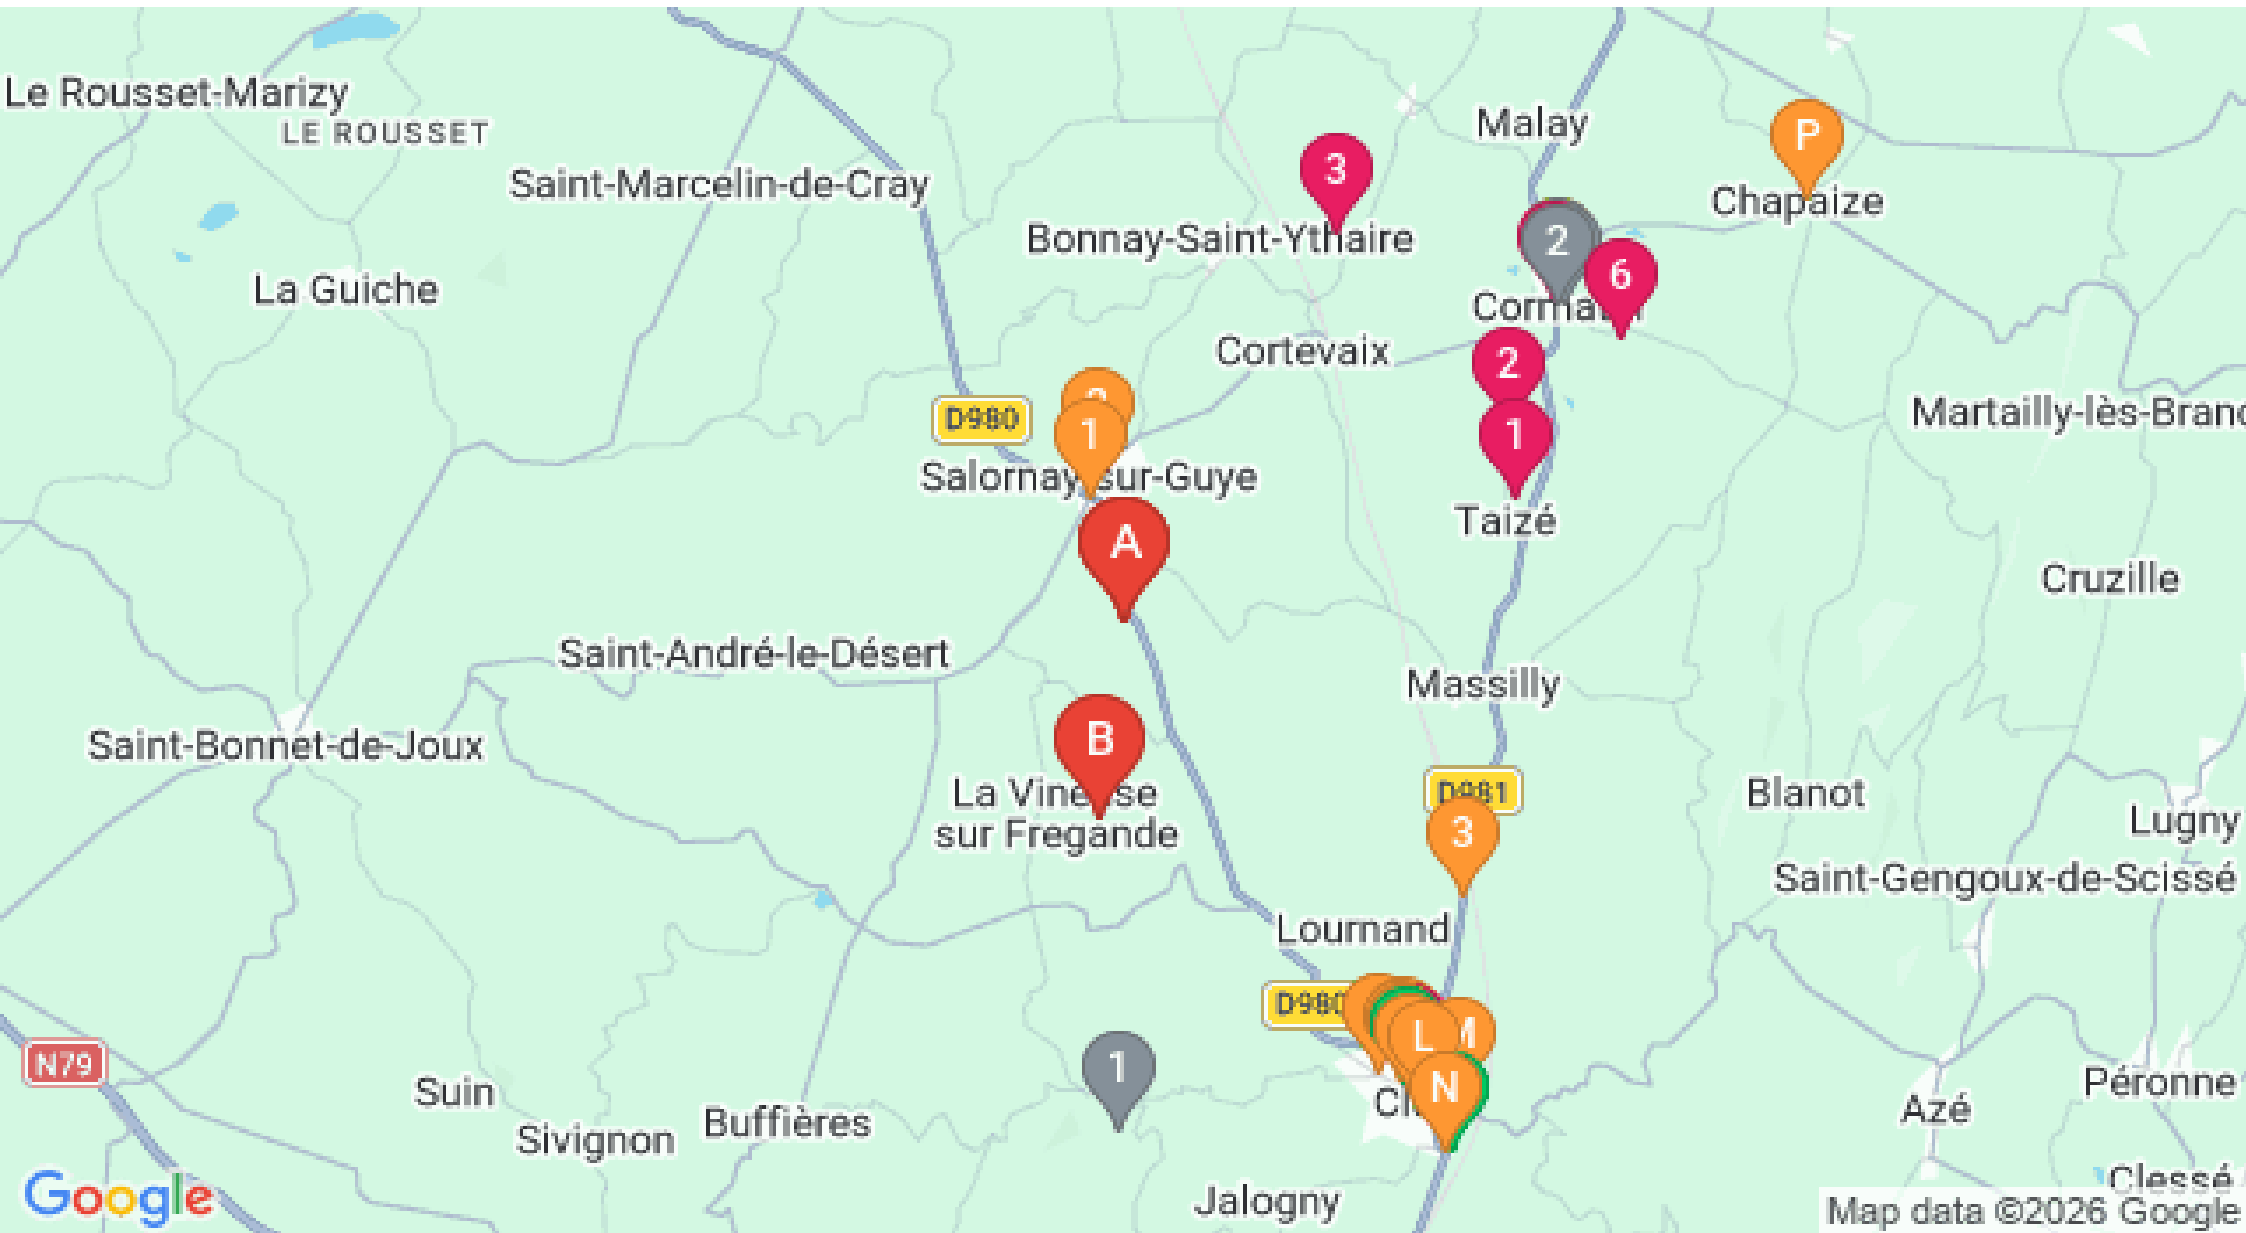 Le Rousset-Marizy
LE ROUSSET
Malay
P
3
Saint-Marcelin-de-Cray
Chapaize
Bonnay-Saint-Ythaire
2
6
La Guiche
Cortevaix
2
D980
1
1
Martailly-lès-Branc
Salornay-sur-Guye
Taizé
A
Cruzille
Saint-André-le-Désert
Massilly
B
Saint-Bonnet-de-Joux
La Vineuse
sur Fregande
D981
3
Blanot
Lugny
Saint-Gengoux-de-Scissé
Lournand
D980
L
M
N79
1
N
Suin
Péronne
Azé
Buffières
Sivignon
Clessé
Jalogny
Google
Map data ©2026 Google